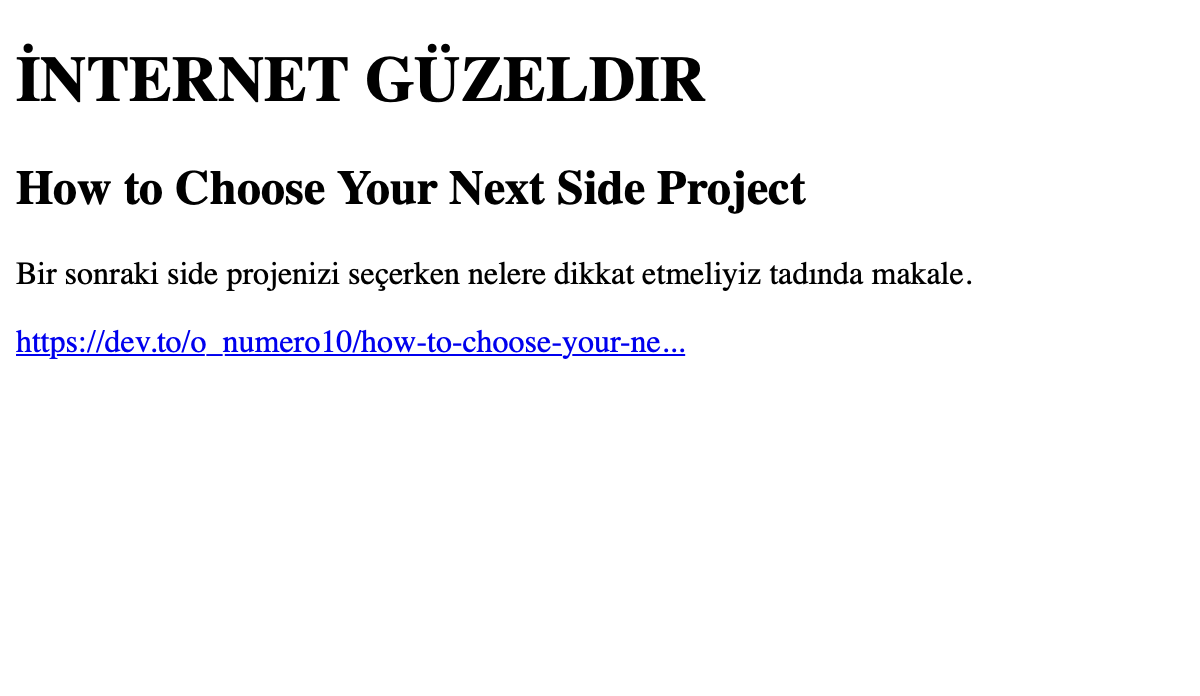 İNTERNET GÜZELDIR
How to Choose Your Next Side Project
Bir sonraki side projenizi seçerken nelere dikkat etmeliyiz tadında makale.
https://dev.to/o_numero10/how-to-choose-your-ne...